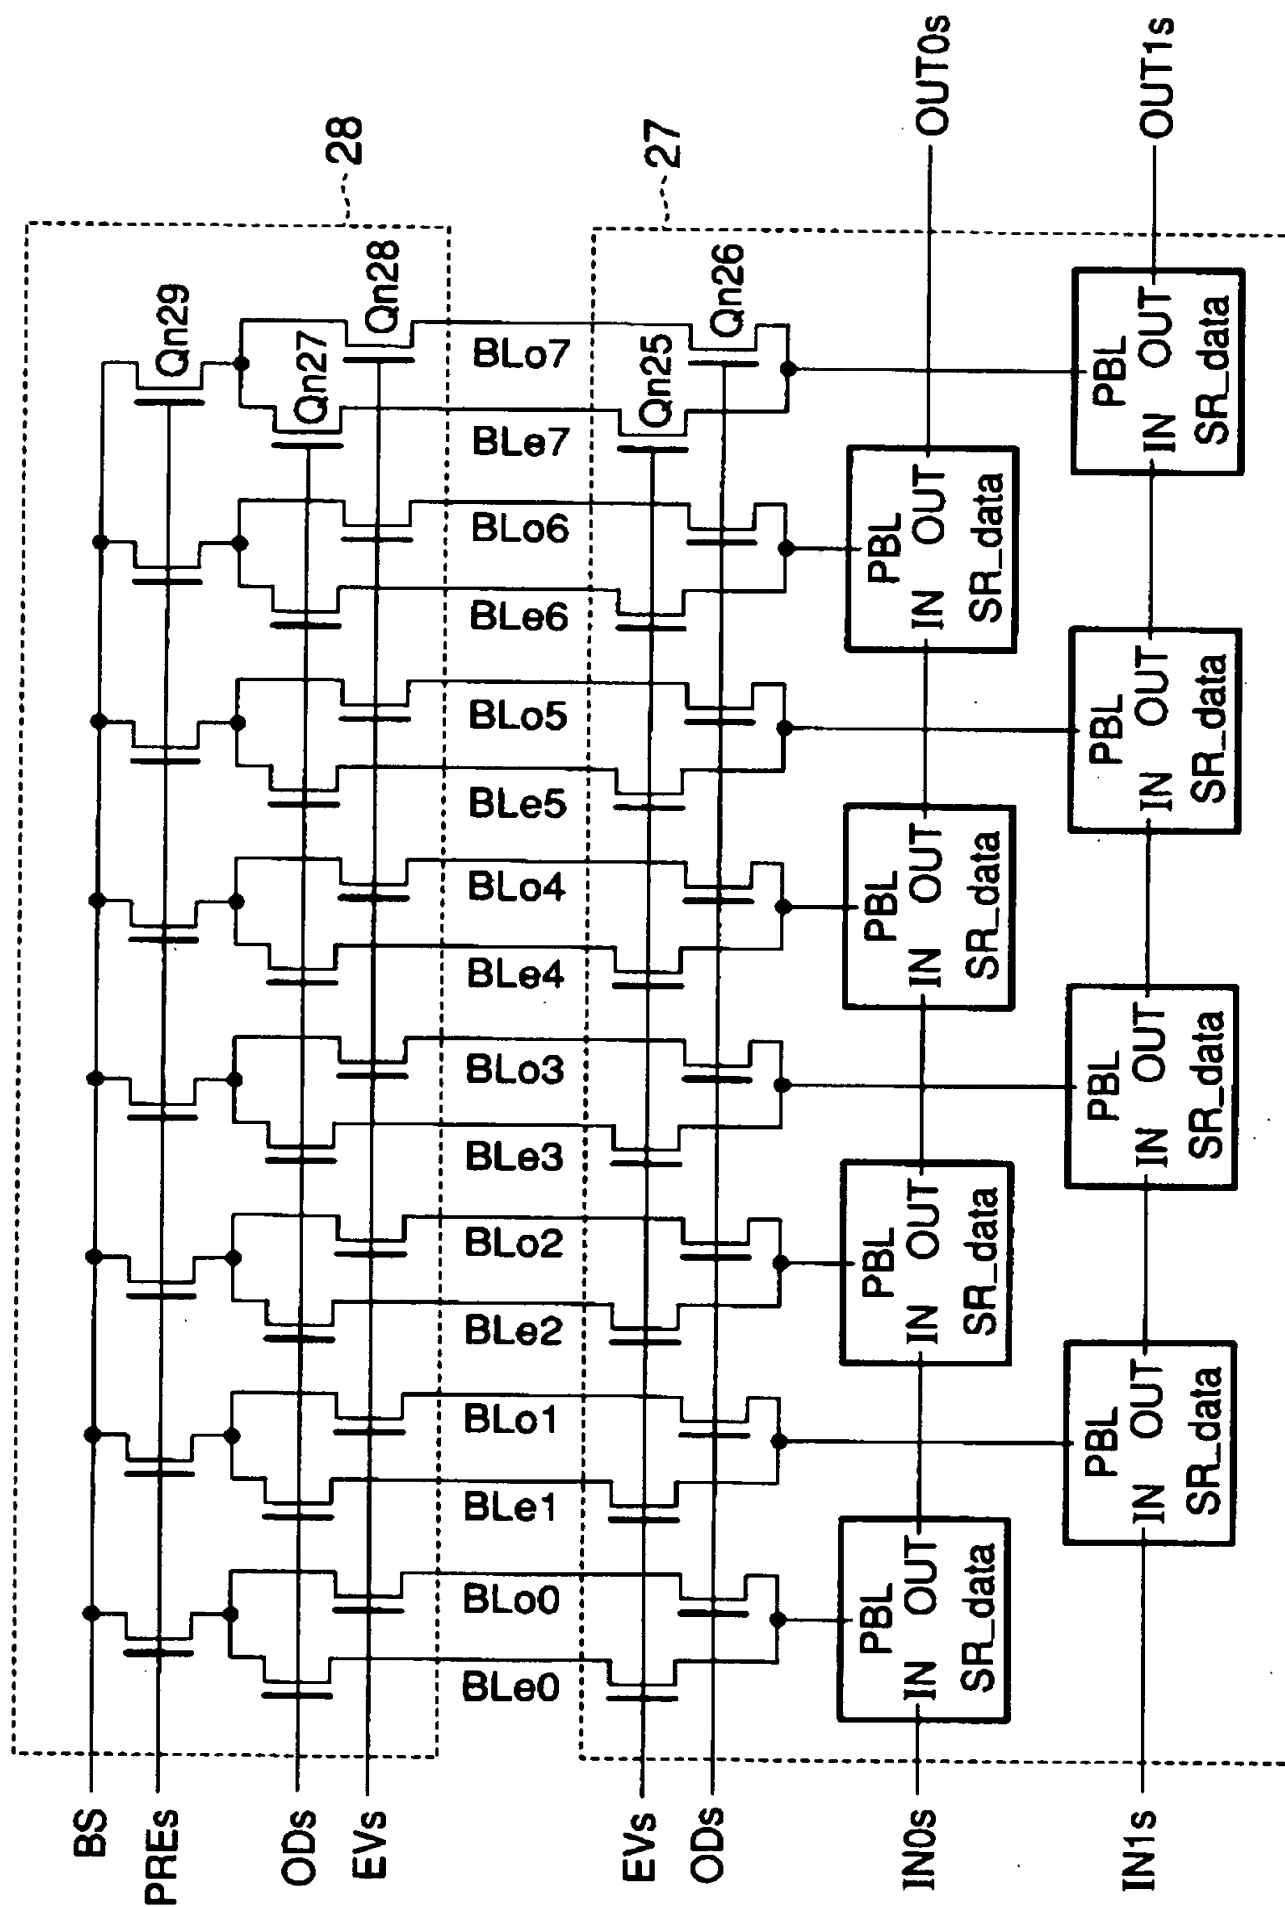 BS
PREs
ODs
EVs
EVs
ODs
IN0s
IN1s
28
27
Qn29
Qn27
Qn28
Qn25
Qn26
BLe0
BLo0
BLe1
BLo1
BLe2
BLo2
BLe3
BLo3
BLe4
BLo4
BLe5
BLo5
BLe6
BLo6
BLe7
BLo7
PBL
IN OUT
SR_data
PBL
IN OUT
SR_data
PBL
IN OUT
SR_data
PBL
IN OUT
SR_data
OUT0s
PBL
IN OUT
SR_data
PBL
IN OUT
SR_data
PBL
IN OUT
SR_data
PBL
IN OUT
SR_data
OUT1s